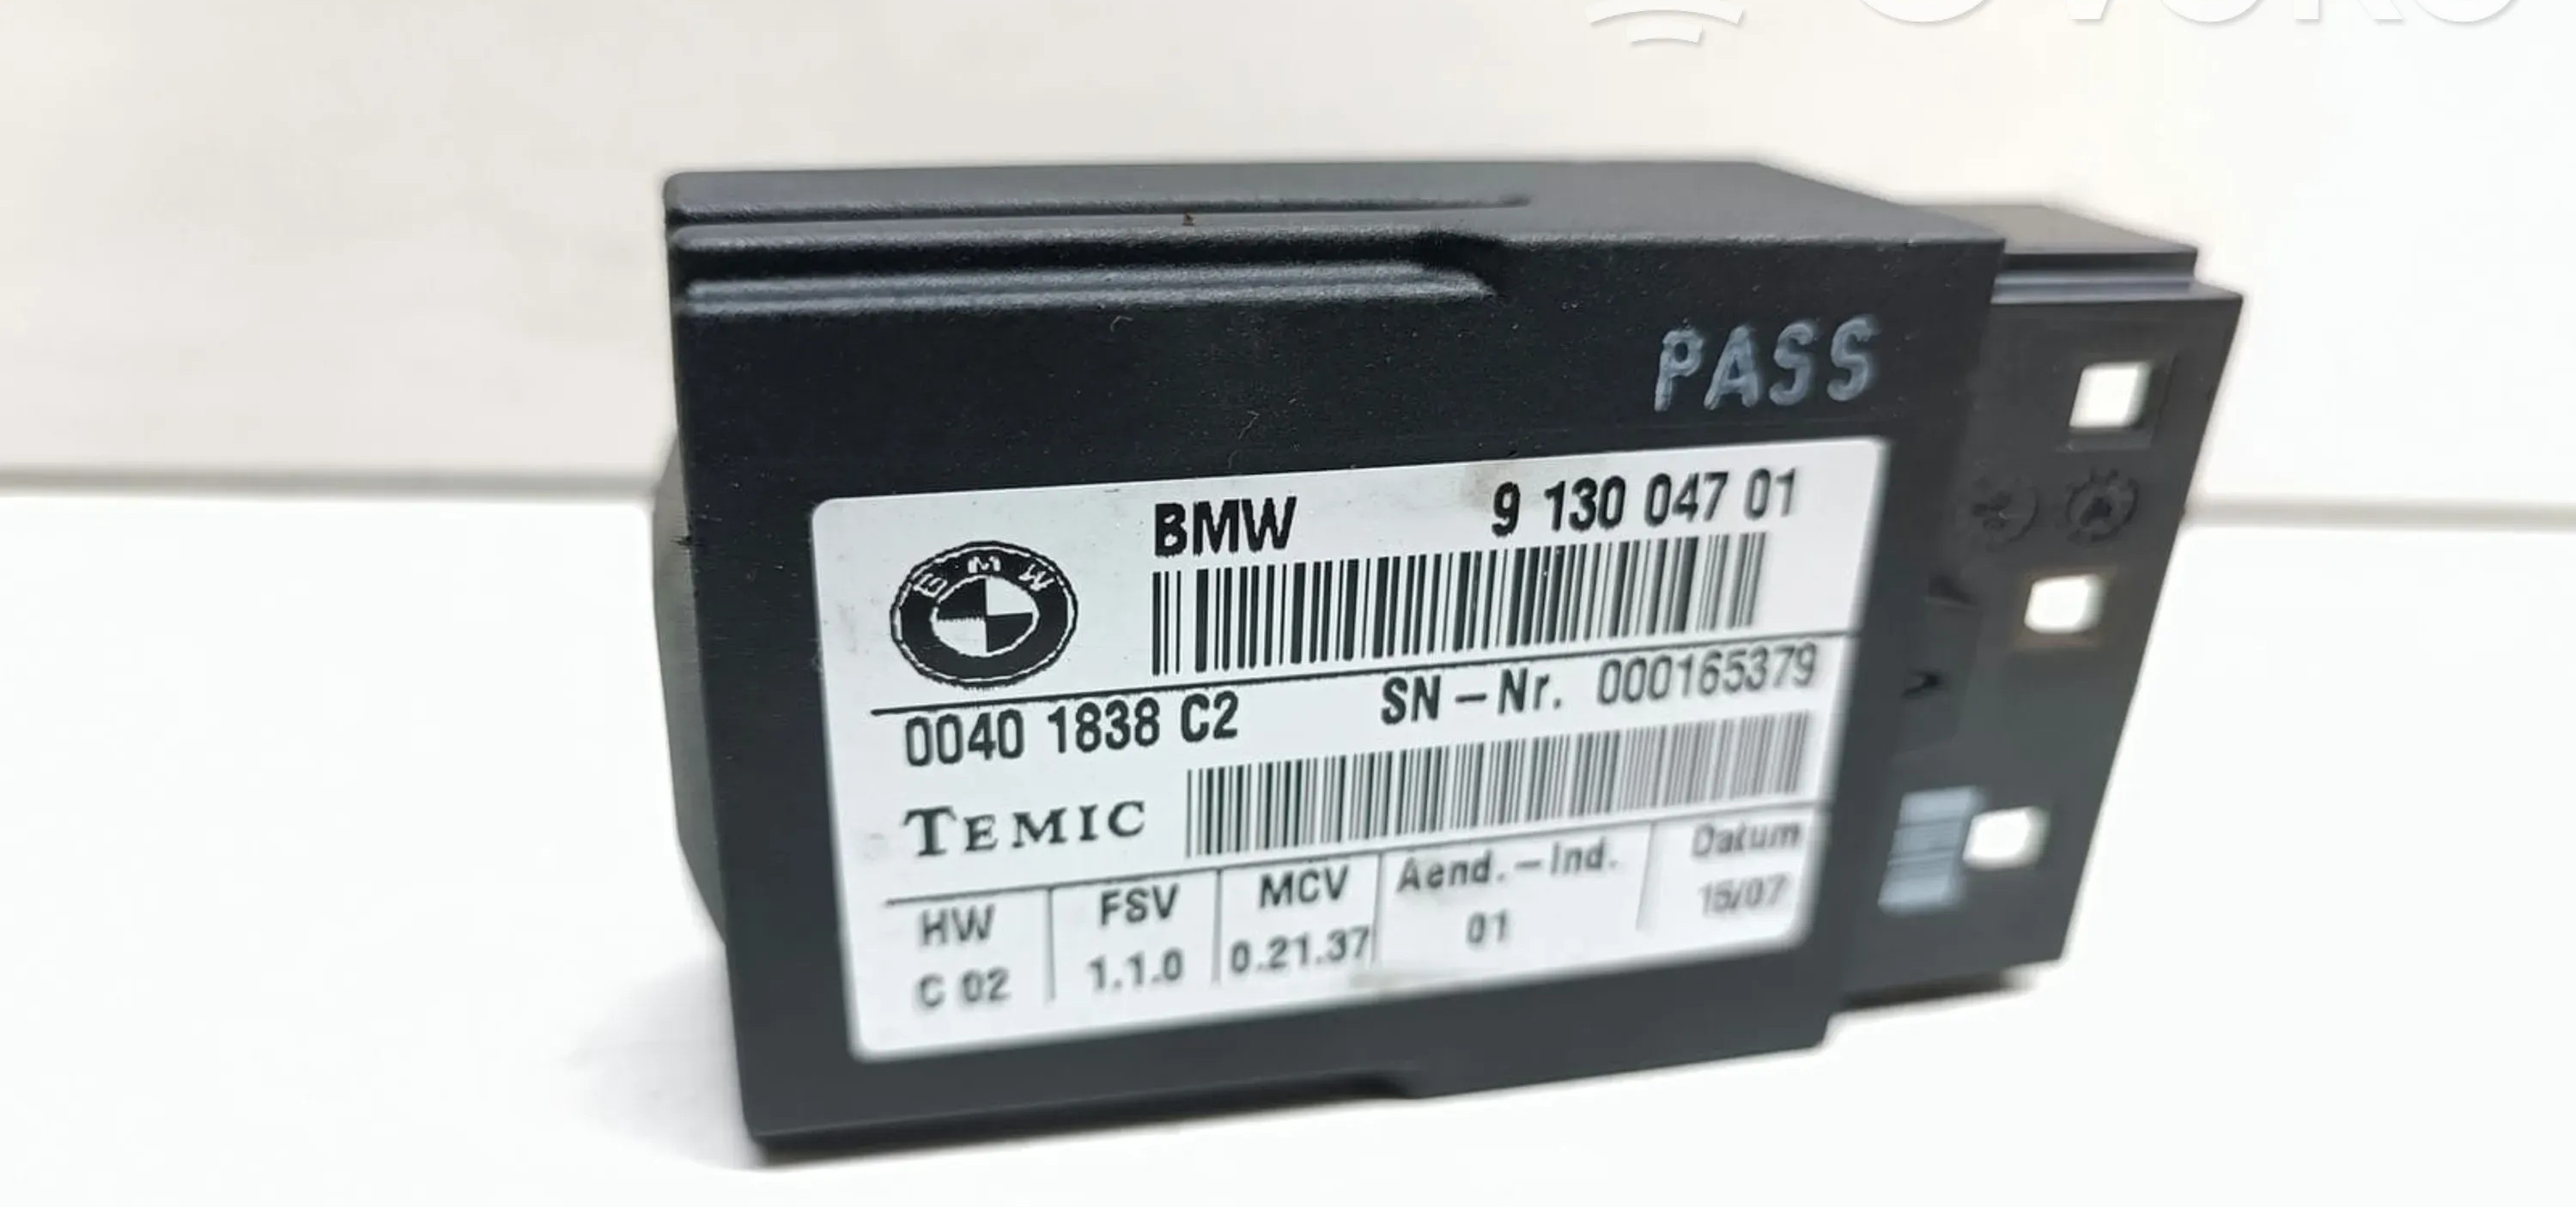 PASS
BMW 9 130 047 01
BMW
0040 1838 C2 SN-Nr. 000165379
TEMIC
HW FSV MCV Aend.-Ind. Datum
C 02 1.1.0 0.21.37 01 15/07